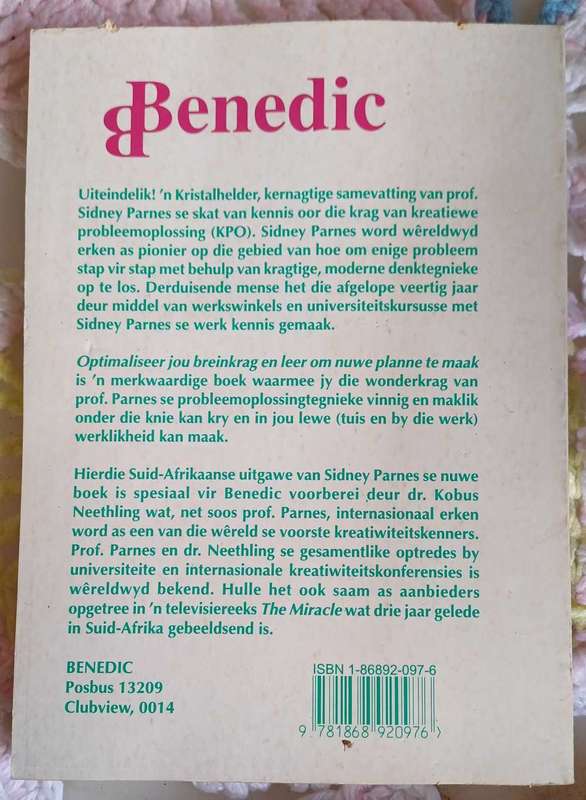 Benedic
Uiteindelik! 'n Kristalhelder, kernagtige samevatting van prof.
Sidney Parnes se skat van kennis oor die krag van kreatiewe
probleemoplossing (KPO). Sidney Parnes word wêreldwyd
erken as pionier op die gebied van hoe om enige probleem
stap vir stap met behulp van kragtige, moderne denktegnieke
op te los. Derduisende mense het die afgelope veertig jaar
deur middel van werkswinkels en universiteitskursusse met
Sidney Parnes se werk kennis gemaak.
Optimaliseer jou breinkrag en leer om nuwe planne te maak
is 'n merkwaardige boek waarmee jy die wonderkrag van
prof. Parnes se probleemoplossingtegnieke vinnig en maklik
onder die knie kan kry en in jou lewe (tuis en by die werk)
werklikheid kan maak.
Hierdie Suid-Afrikaanse uitgawe van Sidney Parnes se nuwe
boek is spesiaal vir Benedic voorberei deur dr. Kobus
Neethling wat, net soos prof. Parnes, internasionaal erken
word as een van die wêreld se voorste kreatiwiteitskenners.
Prof. Parnes en dr. Neethling se gesamentlike optredes by
universiteite en internasionale kreatiwiteitskonferensies is
wêreldwyd bekend. Hulle het ook saam as aanbieders
opgetree in 'n televisiereeks The Miracle wat drie jaar gelede
in Suid-Afrika gebeeldsend is.
BENEDIC
Posbus 13209
Clubview, 0014
ISBN 1-86892-097-6
9 781868 920976 >